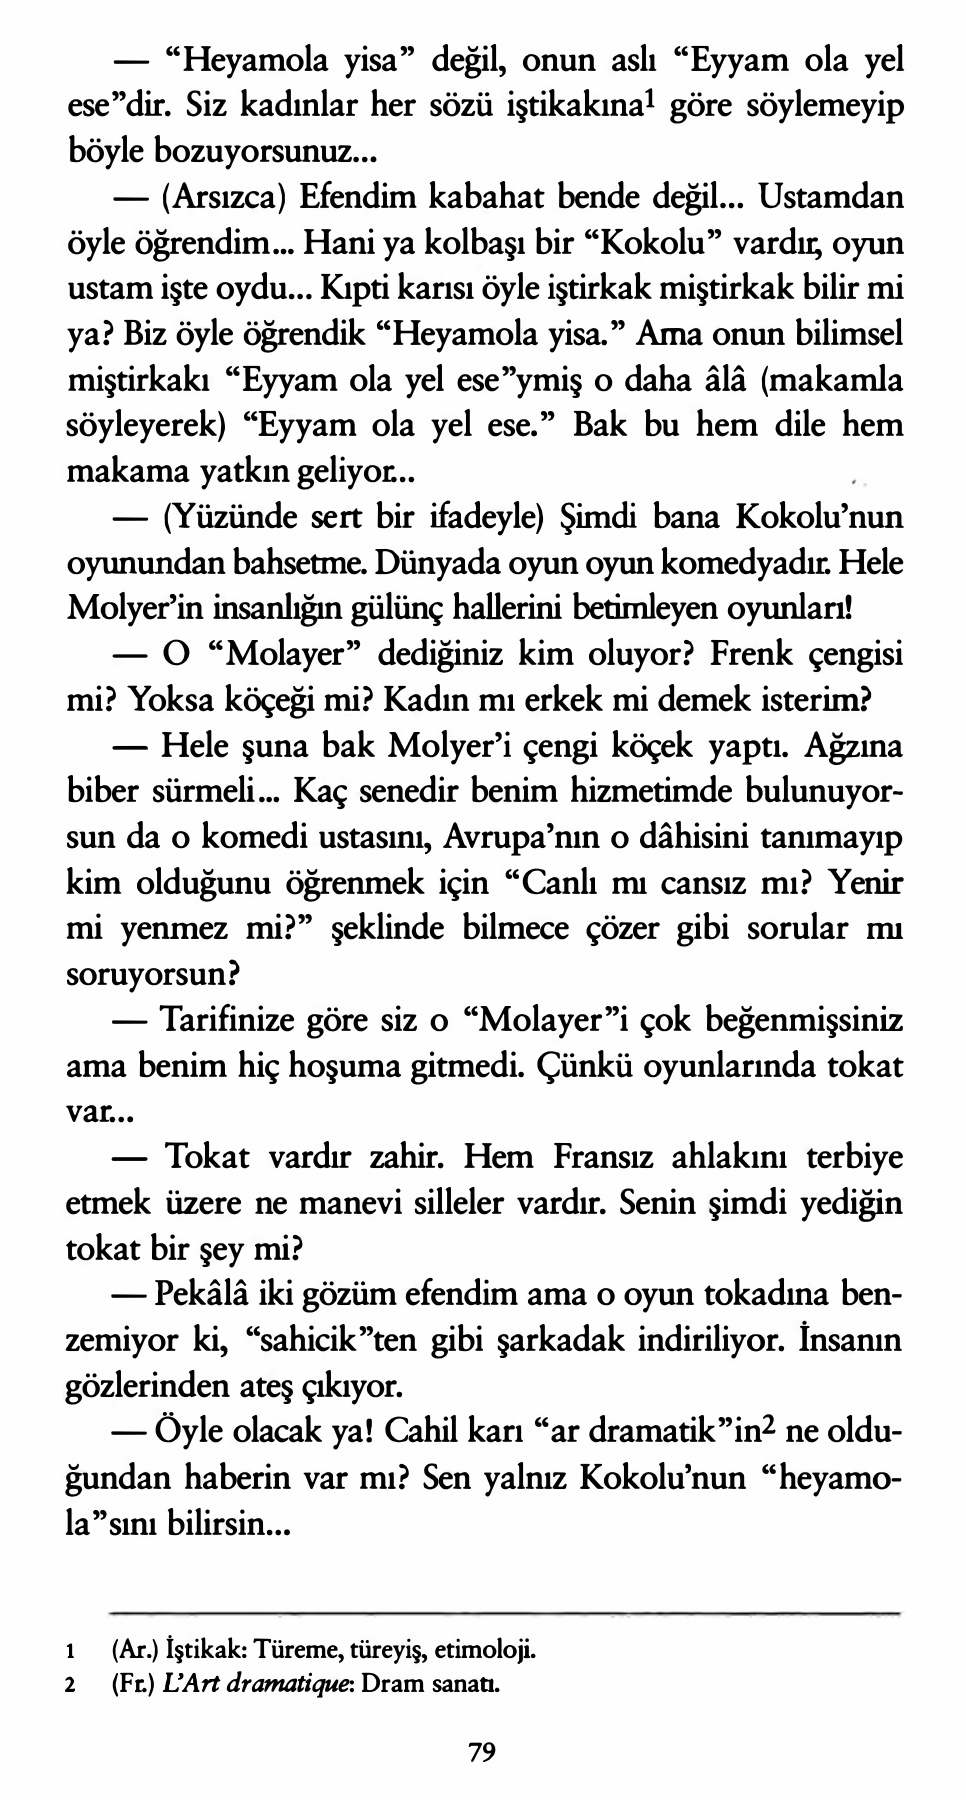 — “Heyamola yisa” değil, onun aslı “Eyyam ola yel
ese”dir. Siz kadınlar her sözü iştikakına1 göre söylemeyip
böyle bozuyorsunuz...
— (Arsızca) Efendim kabahat bende değil... Ustamdan
öyle öğrendim... Hani ya kolbaşı bir “Kokolu” vardır, oyun
ustam işte oydu... Kıpti karısı öyle iştirkak miştirkak bilir mi
ya? Biz öyle öğrendik “Heyamola yisa.” Ama onun bilimsel
miştirkakı “Eyyam ola yel ese”ymiş o daha âlâ (makamla
söyleyerek) “Eyyam ola yel ese.” Bak bu hem dile hem
makama yatkın geliyor...
— (Yüzünde sert bir ifadeyle) Şimdi bana Kokolu’nun
oyunundan bahsetme. Dünyada oyun oyun komedyadır. Hele
Molyer’in insanlığın gülünç hallerini betimleyen oyunları!
— O “Molayer” dediğiniz kim oluyor? Frenk çengisi
mi? Yoksa köçeği mi? Kadın mı erkek mi demek isterim?
— Hele şuna bak Molyer’i çengi köçek yaptı. Ağzına
biber sürmeli... Kaç senedir benim hizmetimde bulunuyor-
sun da o komedi ustasını, Avrupa’nın o dâhisini tanımayıp
kim olduğunu öğrenmek için “Canlı mı cansız mı? Yenir
mi yenmez mi?” şeklinde bilmece çözer gibi sorular mı
soruyorsun?
— Tarifinize göre siz o “Molayer”i çok beğenmişsiniz
ama benim hiç hoşuma gitmedi. Çünkü oyunlarında tokat
var...
— Tokat vardır zahir. Hem Fransız ahlakını terbiye
etmek üzere ne manevi silleler vardır. Senin şimdi yediğin
tokat bir şey mi?
— Pekâlâ iki gözüm efendim ama o oyun tokadına ben-
zemiyor ki, “sahicik”ten gibi şarkadak indiriliyor. İnsanın
gözlerinden ateş çıkıyor.
— Öyle olacak ya! Cahil karı “ar dramatik”in2 ne oldu-
ğundan haberin var mı? Sen yalnız Kokolu’nun “heyamo-
la”sını bilirsin...
1 (Ar.) İştikak: Türeme, türeyiş, etimoloji.
2 (Fr.) L’Art dramatique: Dram sanatı.
79